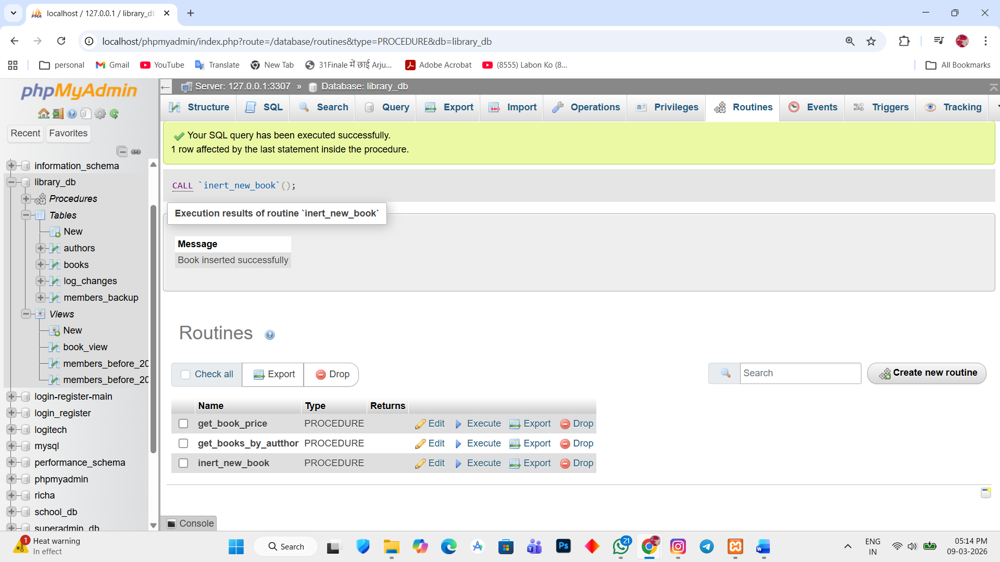 localhost / 127.0.0.1 / library_db
localhost/phpmyadmin/index.php?route=/database/routines&type=PROCEDURE&db=library_db
personal
Gmail
YouTube
Translate
New Tab
31Finale में छाई Arju...
Adobe Acrobat
(8555) Labon Ko (8...
All Bookmarks
phpMyAdmin
Recent
Favorites
information_schema
library_db
Procedures
Tables
New
authors
books
log_changes
members_backup
Views
New
book_view
members_before_20
members_before_20
login-register-main
login_register
logitech
mysql
performance_schema
phpmyadmin
richa
school_db
superadmin_db
Server: 127.0.0.1:3307 » Database: library_db
Structure
SQL
Search
Query
Export
Import
Operations
Privileges
Routines
Events
Triggers
Tracking
Your SQL query has been executed successfully.
1 row affected by the last statement inside the procedure.
CALL `inert_new_book`();
Execution results of routine `inert_new_book`
Message
Book inserted successfully
Routines
Check all
Export
Drop
Search
Create new routine
Name Type Returns
get_book_price PROCEDURE Edit Execute Export Drop
get_books_by_autthor PROCEDURE Edit Execute Export Drop
inert_new_book PROCEDURE Edit Execute Export Drop
Console
1
Heat warning
In effect
Search
Ps
21
ENG
IN
05:14 PM
09-03-2026